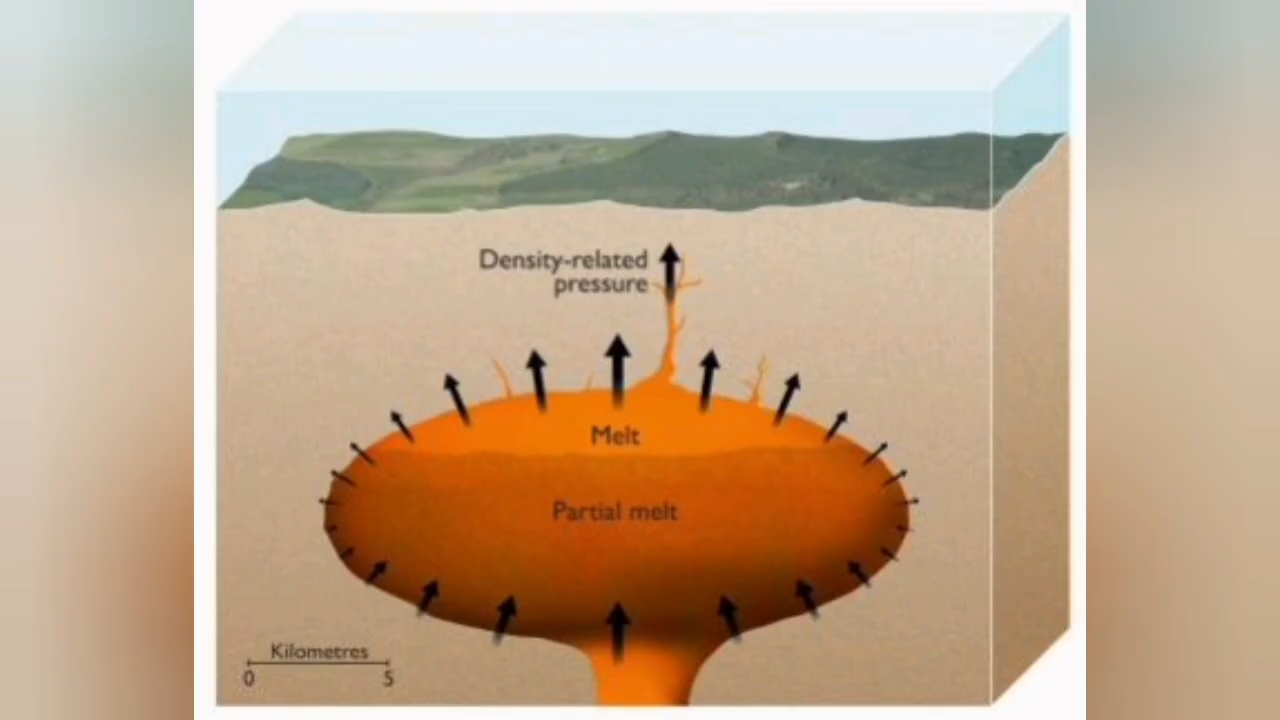 Density-related
pressure
Melt
Partial melt
Kilometres
0 5